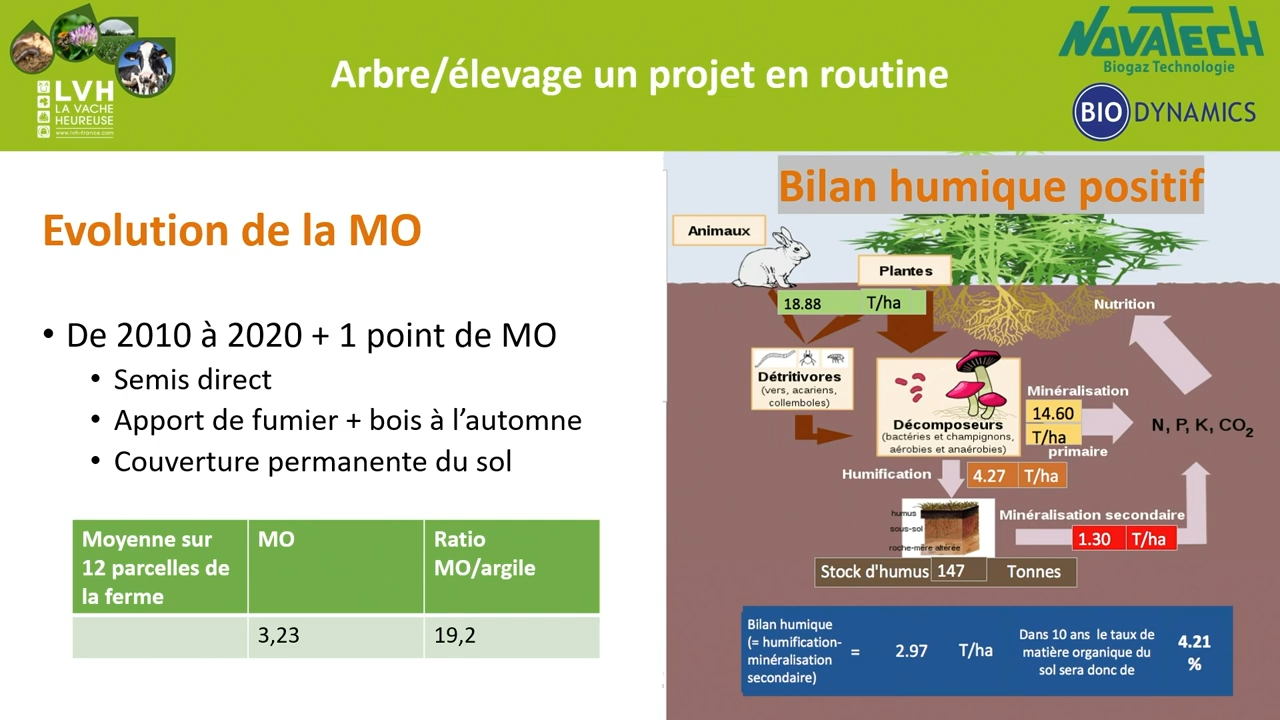 LVH
LA VACHE
HEUREUSE
www.lvh-france.com
Arbre/élevage un projet en routine
NOVATECH
Biogaz Technologie
BIO DYNAMICS
Evolution de la MO
• De 2010 à 2020 + 1 point de MO
• Semis direct
• Apport de fumier + bois à l’automne
• Couverture permanente du sol
Moyenne sur
12 parcelles de
la ferme
MO
Ratio
MO/argile
3,23
19,2
Bilan humique positif
Animaux
Plantes
18.88 T/ha
Nutrition
Détritivores
(vers, acariens,
collemboles)
Décomposeurs
(bactéries et champignons,
aérobies et anaérobies)
Minéralisation
14.60
T/ha
primaire
N, P, K, CO2
Humification
4.27 T/ha
humus
sous-sol
roche-mère altérée
Minéralisation secondaire
1.30 T/ha
Stock d'humus 147 Tonnes
Bilan humique
(= humification-
minéralisation
secondaire)
= 2.97 T/ha
Dans 10 ans le taux de
matière organique du
sol sera donc de
4.21
%